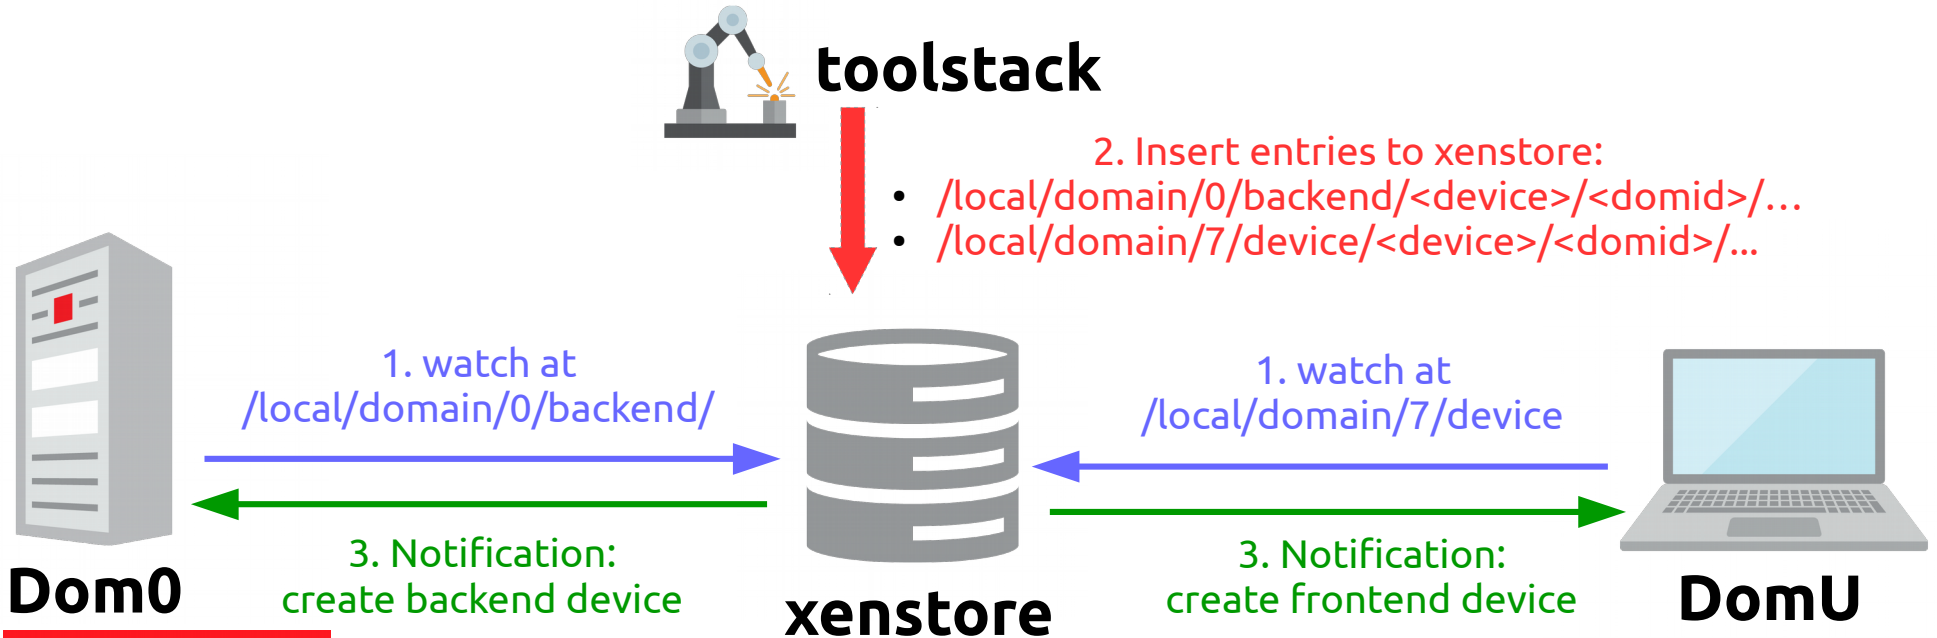 toolstack
2. Insert entries to xenstore:
• /local/domain/0/backend/<device>/<domid>/…
• /local/domain/7/device/<device>/<domid>/...
1. watch at
/local/domain/0/backend/
1. watch at
/local/domain/7/device
3. Notification:
create backend device
3. Notification:
create frontend device
Dom0
xenstore
DomU